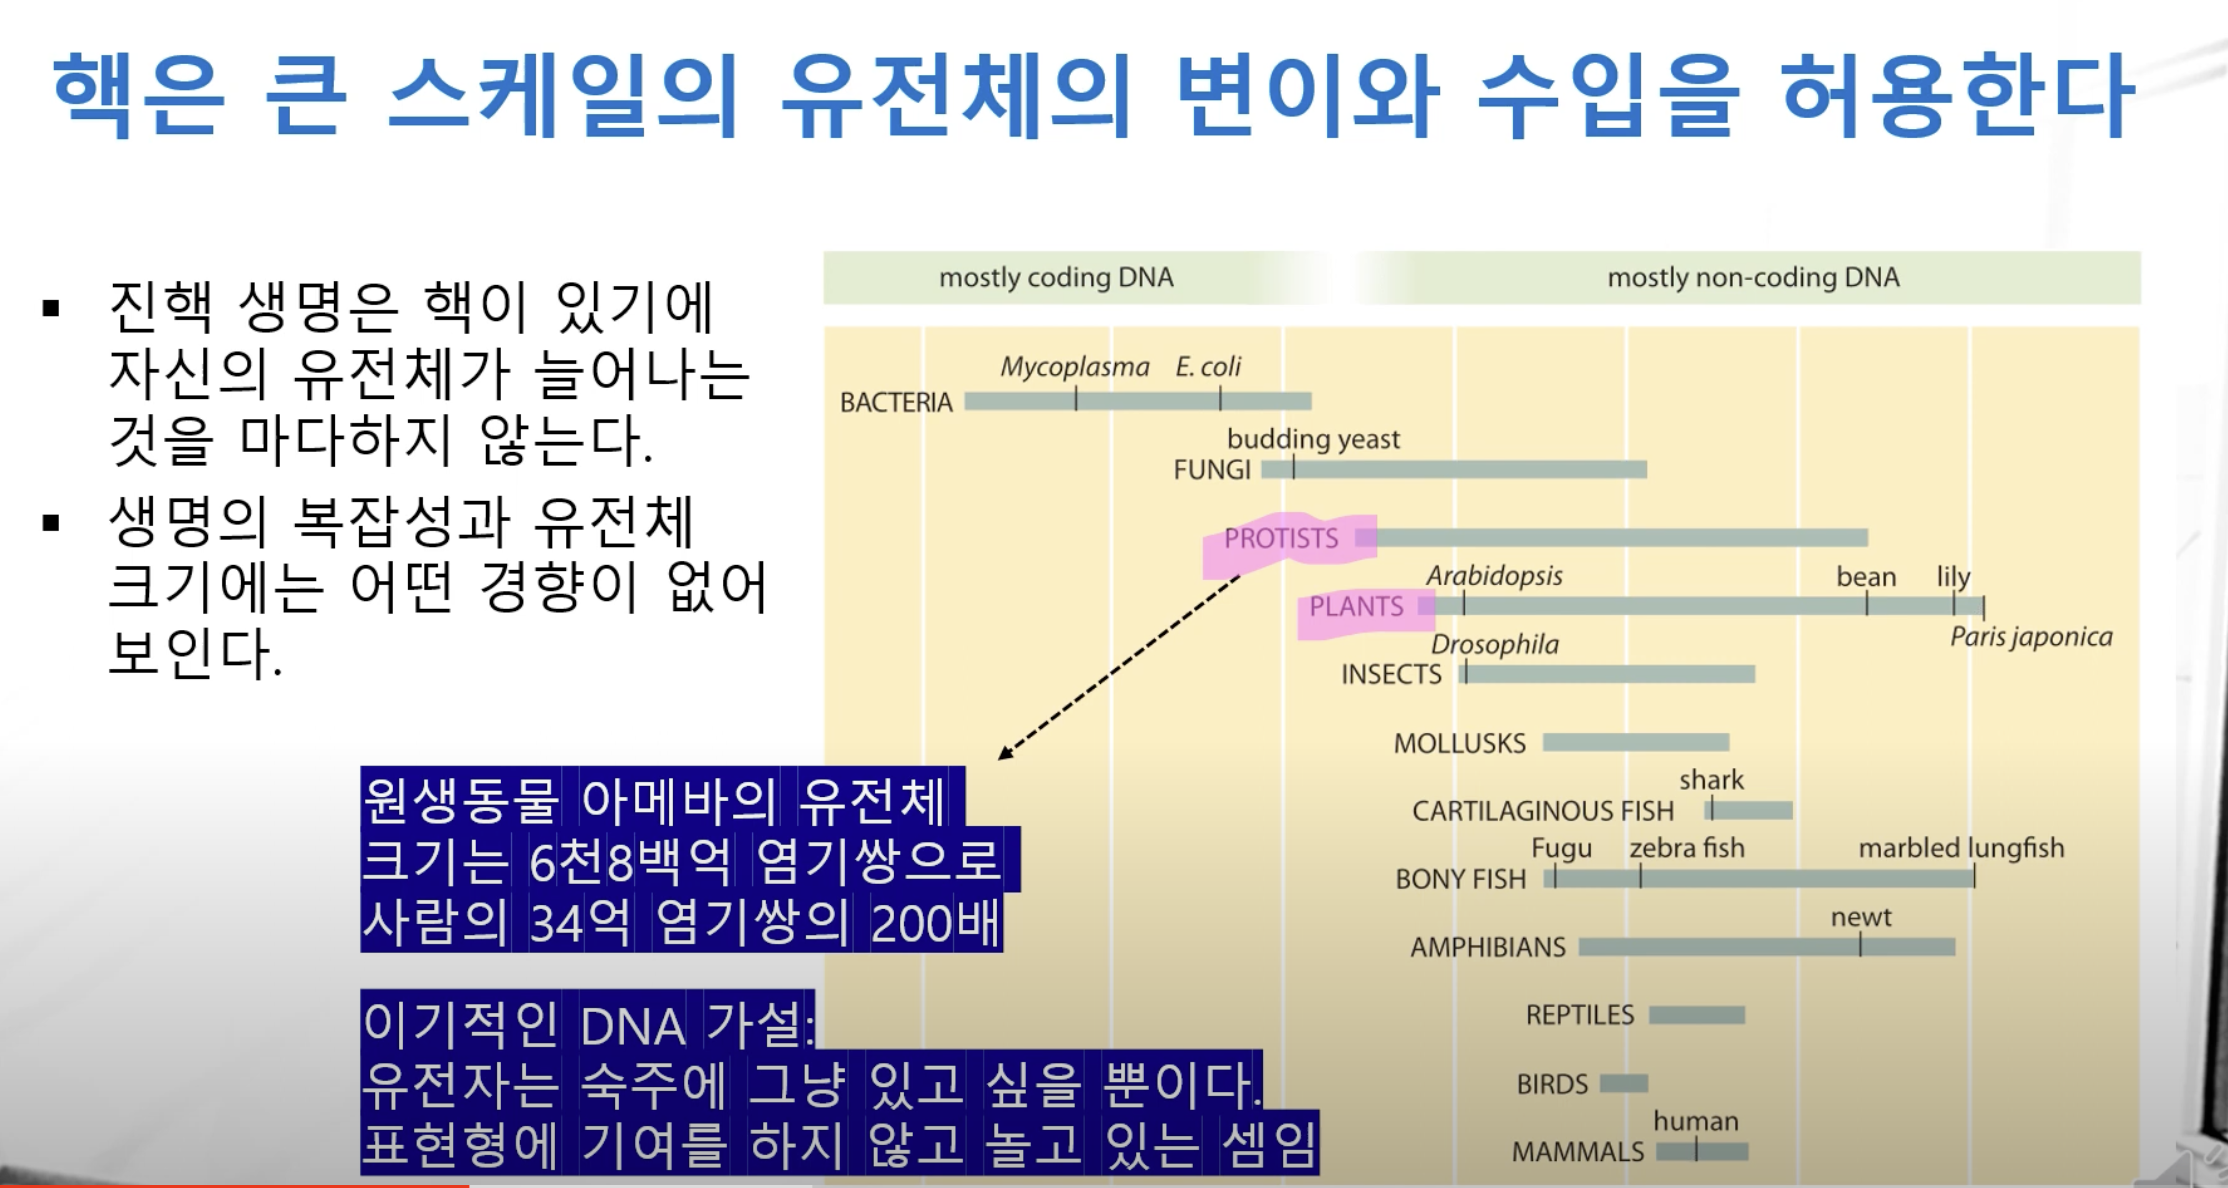 핵은 큰 스케일의 유전체의 변이와 수입을 허용한다
▪ 진핵 생명은 핵이 있기에
자신의 유전체가 늘어나는
것을 마다하지 않는다.
▪ 생명의 복잡성과 유전체
크기에는 어떤 경향이 없어
보인다.
mostly coding DNA
mostly non-coding DNA
Mycoplasma E. coli
BACTERIA
budding yeast
FUNGI
PROTISTS
Arabidopsis bean lily
PLANTS
Paris japonica
Drosophila
INSECTS
MOLLUSKS
shark
CARTILAGINOUS FISH
Fugu zebra fish marbled lungfish
BONY FISH
newt
AMPHIBIANS
REPTILES
BIRDS
human
MAMMALS
원생동물 아메바의 유전체
크기는 6천8백억 염기쌍으로
사람의 34억 염기쌍의 200배
이기적인 DNA 가설:
유전자는 숙주에 그냥 있고 싶을 뿐이다.
표현형에 기여를 하지 않고 놀고 있는 셈임